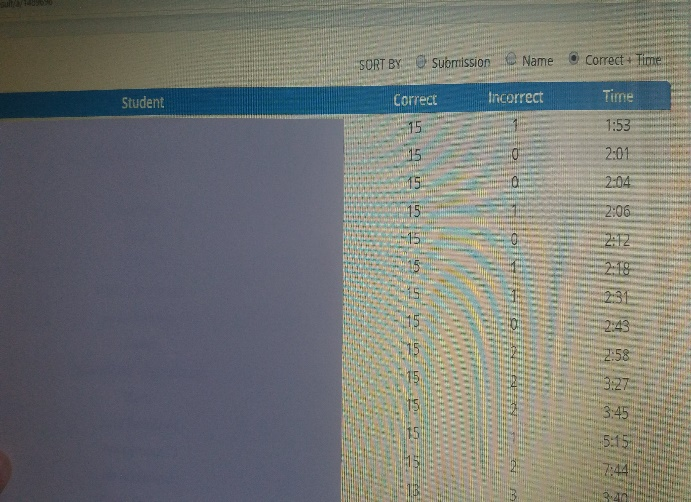 SORT BY Submission Name Correct + Time
Student Correct Incorrect Time
15 1 1:53
15 0 2:01
15 0 2:04
15 1 2:06
15 0 2:12
15 1 2:18
15 1 2:31
15 0 2:43
15 2 2:58
15 2 3:27
15 2 3:45
15 1 5:15
15 2 7:44
13 3 3:40